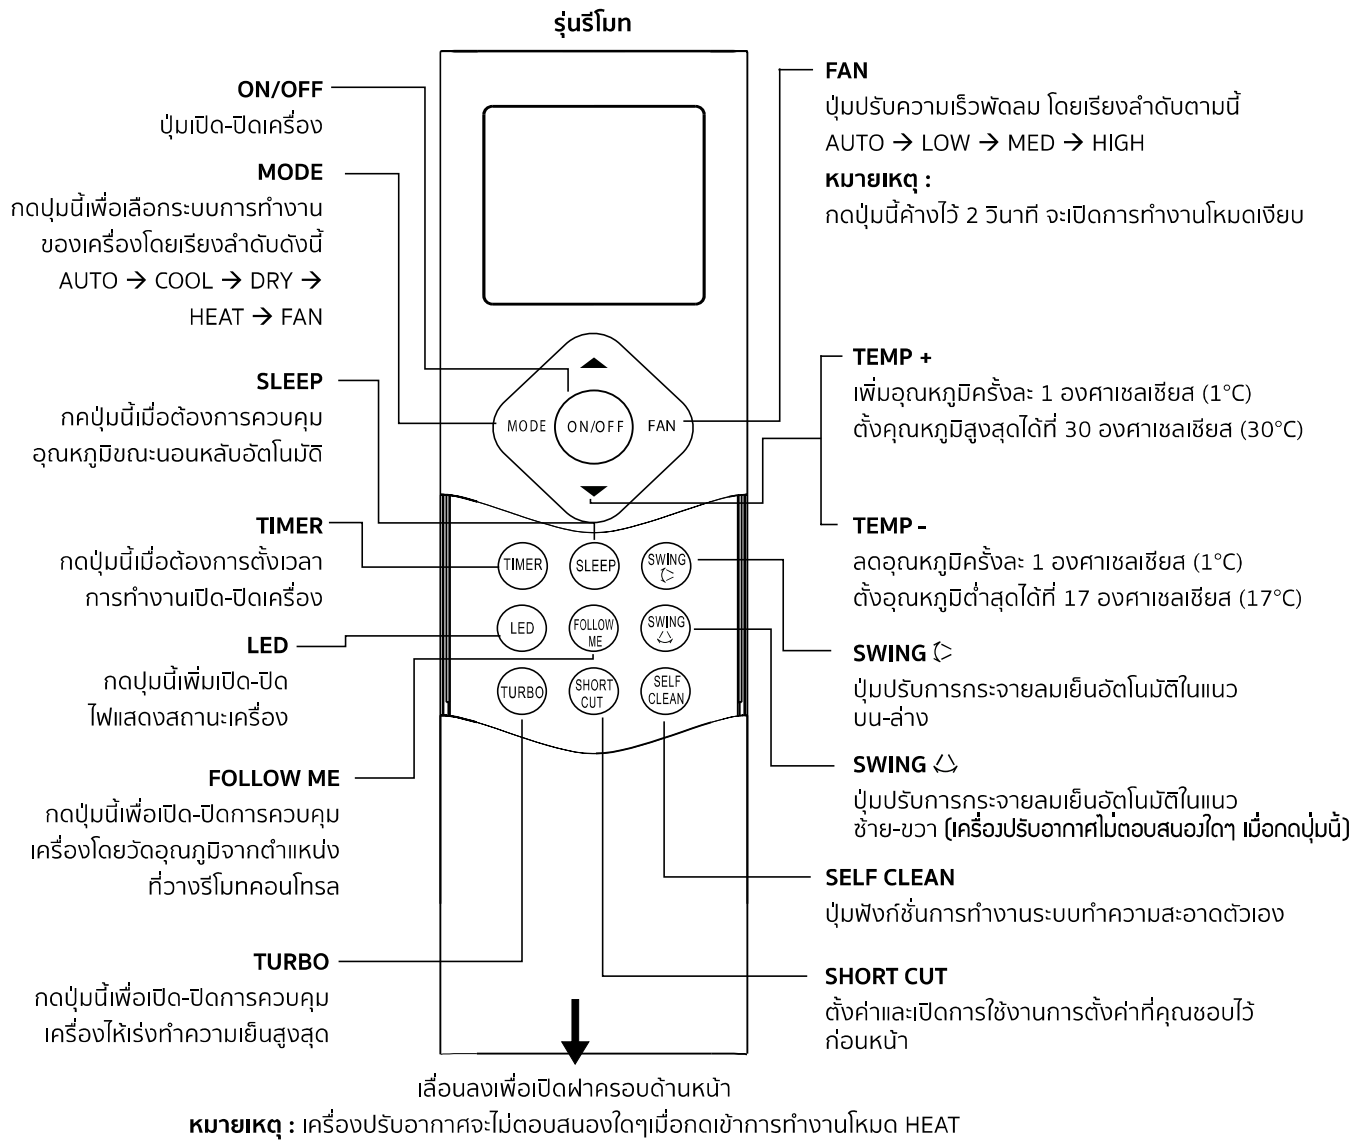 รุ่นรีโมท
ON/OFF
ปุ่มเปิด-ปิดเครื่อง
MODE
กดปุ่มนี้เพื่อเลือกระบบการทำงาน
ของเครื่องโดยเรียงลำดับดังนี้
AUTO → COOL → DRY →
HEAT → FAN
SLEEP
กคปุ่มนี้เมื่อต้องการควบคุม
อุณหภูมิขณะนอนหลับอัตโนมัติ
TIMER
กดปุ่มนี้เมื่อต้องการตั้งเวลา
การทำงานเปิด-ปิดเครื่อง
LED
กดปุ่มนี้เพิ่มเปิด-ปิด
ไฟแสดงสถานะเครื่อง
FOLLOW ME
กดปุ่มนี้เพื่อเปิด-ปิดการควบคุม
เครื่องโดยวัดอุณภูมิจากตำแหน่ง
ที่วางรีโมทคอนโทรล
TURBO
กดปุ่มนี้เพื่อเปิด-ปิดการควบคุม
เครื่องไห้เร่งทำความเย็นสูงสุด
MODE ON/OFF FAN
TIMER SLEEP SWING
LED FOLLOW ME SWING
TURBO SHORT CUT SELF CLEAN
FAN
ปุ่มปรับความเร็วพัดลม โดยเรียงลำดับตามนี้
AUTO → LOW → MED → HIGH
หมายเหตุ :
กดปุ่มนี้ค้างไว้ 2 วินาที จะเปิดการทำงานโหมดเงียบ
TEMP +
เพิ่มอุณหภูมิครั้งละ 1 องศาเซลเซียส (1°C)
ตั้งคุณหภูมิสูงสุดได้ที่ 30 องศาเซลเซียส (30°C)
TEMP -
ลดอุณหภูมิครั้งละ 1 องศาเซลเซียส (1°C)
ตั้งอุณหภูมิต่ำสุดได้ที่ 17 องศาเซลเซียส (17°C)
SWING
ปุ่มปรับการกระจายลมเย็นอัตโนมัติในแนว
บน-ล่าง
SWING
ปุ่มปรับการกระจายลมเย็นอัตโนมัติในแนว
ซ้าย-ขวา (เครื่องปรับอากาศไม่ตอบสนองใดๆ เมื่อกดปุ่มนี้)
SELF CLEAN
ปุ่มฟังก์ชั่นการทำงานระบบทำความสะอาดตัวเอง
SHORT CUT
ตั้งค่าและเปิดการใช้งานการตั้งค่าที่คุณชอบไว้
ก่อนหน้า
เลื่อนลงเพื่อเปิดฝาครอบด้านหน้า
หมายเหตุ : เครื่องปรับอากาศจะไม่ตอบสนองใดๆเมื่อกดเข้าการทำงานโหมด HEAT